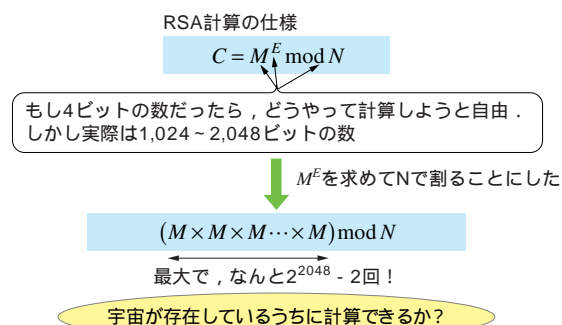 RSA計算の仕様
C = M^E mod N
もし4ビットの数だったら，どうやって計算しようと自由．
しかし実際は1,024~2,048ビットの数
M^Eを求めてNで割ることにした
(M×M×M…×M) mod N
最大で，なんと2^2048 - 2回！
宇宙が存在しているうちに計算できるか？